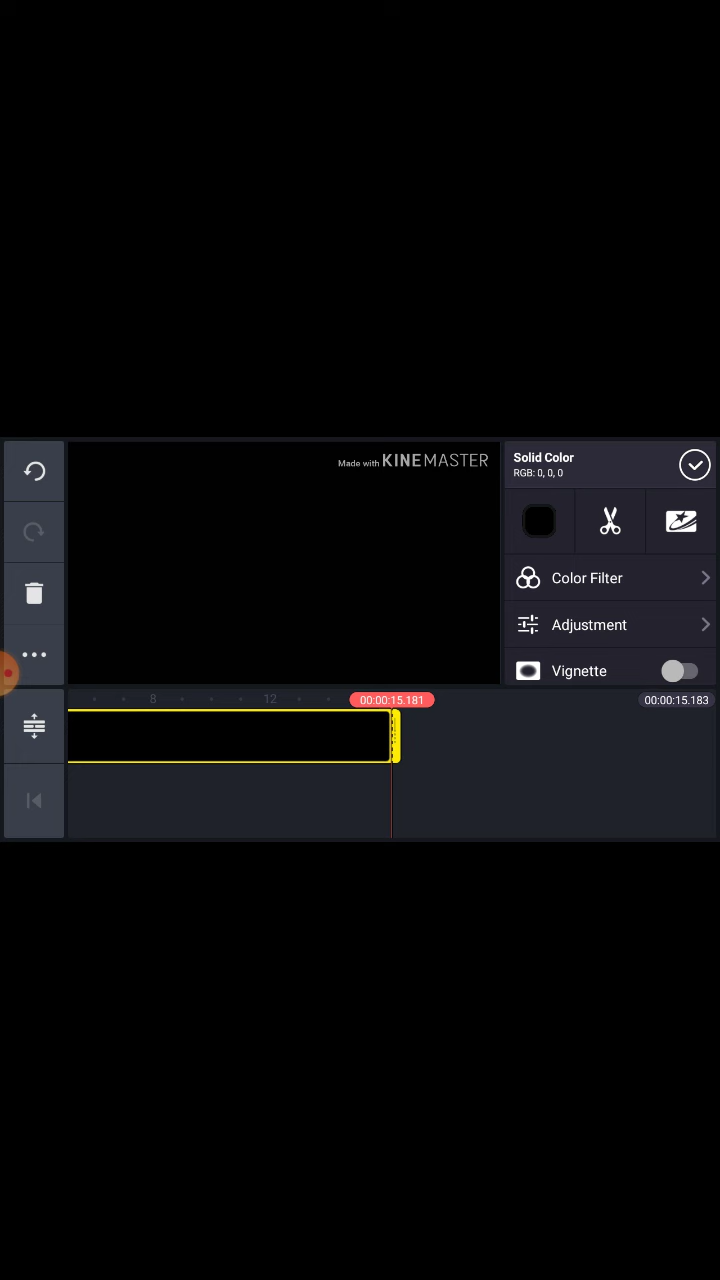 Made with KINEMASTER
Solid Color
RGB: 0, 0, 0
Color Filter
Adjustment
Vignette
8
12
00:00:15.181
00:00:15.183